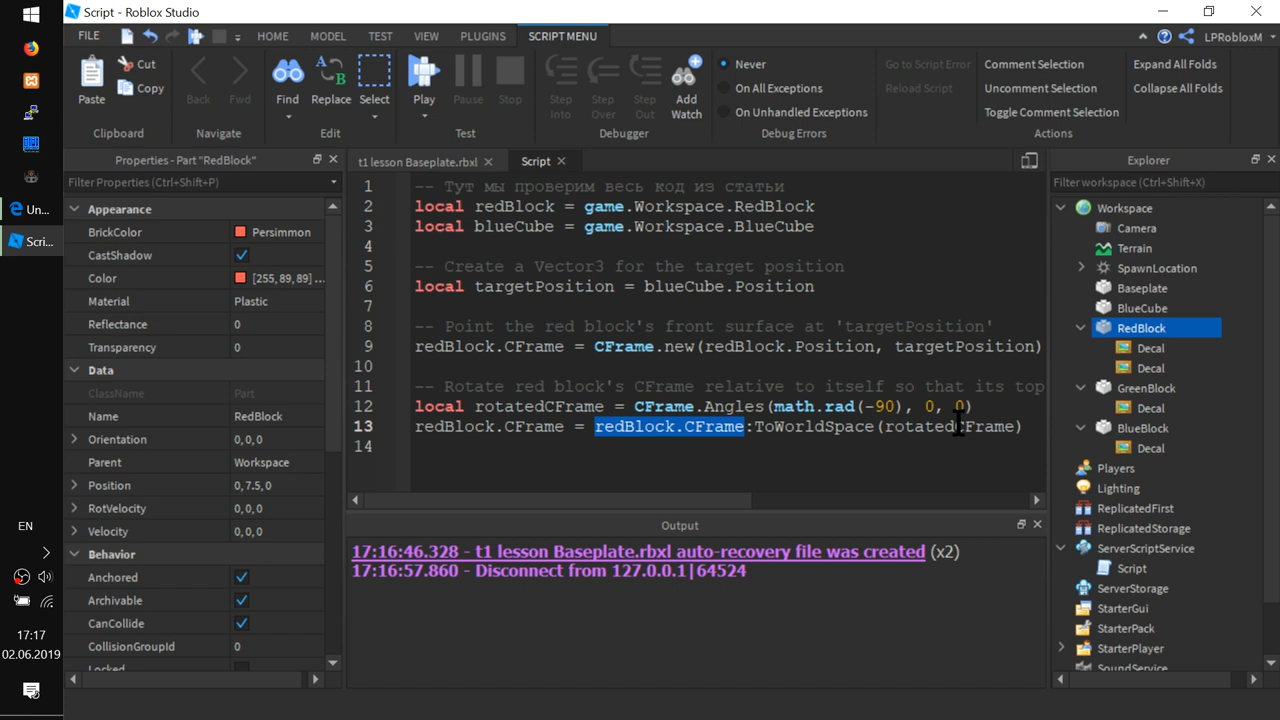 Script - Roblox Studio
FILE
HOME
MODEL
TEST
VIEW
PLUGINS
SCRIPT MENU
LPRobloxM
Paste
Cut
Copy
Clipboard
Back
Fwd
Navigate
Find
Replace
Select
Edit
Play
Pause
Stop
Test
Step Into
Step Over
Step Out
Add Watch
Debugger
Never
On All Exceptions
On Unhandled Exceptions
Debug Errors
Go to Script Error
Reload Script
Comment Selection
Uncomment Selection
Toggle Comment Selection
Actions
Expand All Folds
Collapse All Folds
Properties - Part "RedBlock"
Filter Properties (Ctrl+Shift+P)
Appearance
BrickColor Persimmon
CastShadow
Color [255, 89, 89] ...
Material Plastic
Reflectance 0
Transparency 0
Data
ClassName Part
Name RedBlock
Orientation 0, 0, 0
Parent Workspace
Position 0, 7.5, 0
RotVelocity 0, 0, 0
Velocity 0, 0, 0
Behavior
Anchored
Archivable
CanCollide
CollisionGroupId 0
Locked
t1 lesson Baseplate.rbxl
Script
1 -- Тут мы проверим весь код из статьи
2 local redBlock = game.Workspace.RedBlock
3 local blueCube = game.Workspace.BlueCube
4
5 -- Create a Vector3 for the target position
6 local targetPosition = blueCube.Position
7
8 -- Point the red block's front surface at 'targetPosition'
9 redBlock.CFrame = CFrame.new(redBlock.Position, targetPosition)
10
11 -- Rotate red block's CFrame relative to itself so that its top
12 local rotatedCFrame = CFrame.Angles(math.rad(-90), 0, 0)
13 redBlock.CFrame = redBlock.CFrame:ToWorldSpace(rotatedCFrame)
14
Output
17:16:46.328 - t1 lesson Baseplate.rbxl auto-recovery file was created (x2)
17:16:57.860 - Disconnect from 127.0.0.1|64524
Explorer
Filter workspace (Ctrl+Shift+X)
Workspace
Camera
Terrain
SpawnLocation
Baseplate
BlueCube
RedBlock
Decal
Decal
GreenBlock
Decal
BlueBlock
Decal
Players
Lighting
ReplicatedFirst
ReplicatedStorage
ServerScriptService
Script
ServerStorage
StarterGui
StarterPack
StarterPlayer
SoundService
Un...
Scri...
EN
17:17
02.06.2019